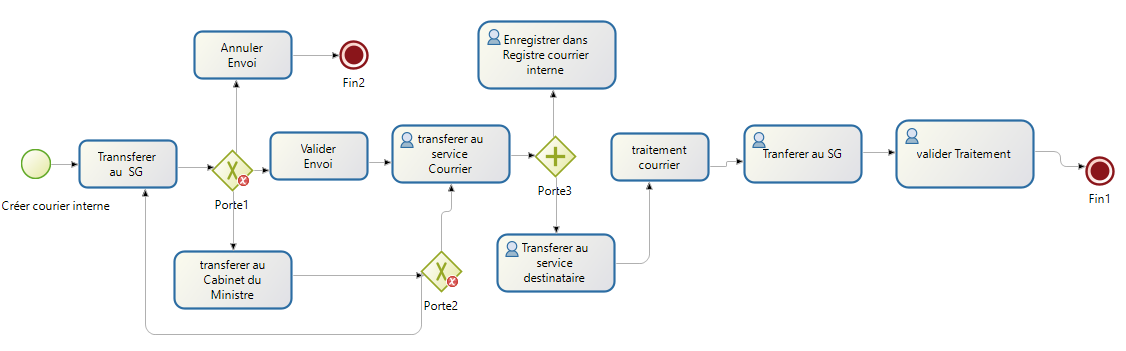 Annuler
Envoi
Fin2
Enregistrer dans
Registre courrier
interne
Créer courier interne
Trannsferer
au SG
Porte1
Valider
Envoi
transferer au
service
Courrier
Porte3
traitement
courrier
Tranferer au SG
valider Traitement
Fin1
transferer au
Cabinet du
Ministre
Porte2
Transferer au
service
destinataire